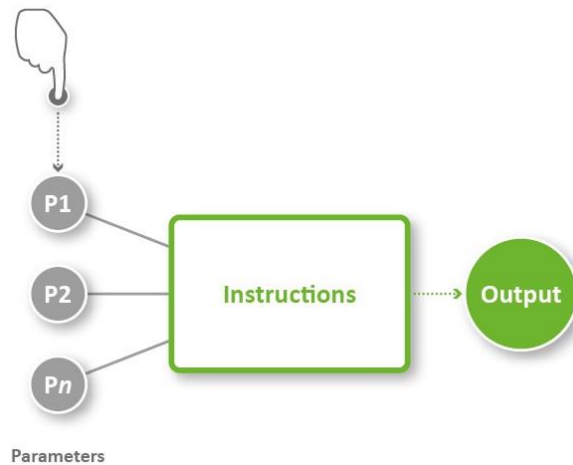 P1
P2
Instructions
Output
Pn
Parameters